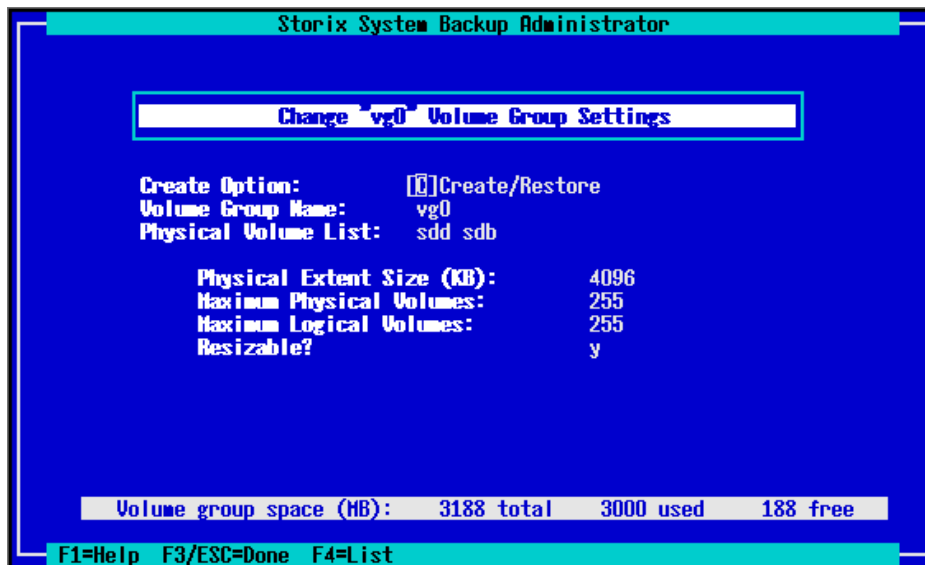 Storix System Backup Administrator
Change "vg0" Volume Group Settings
Create Option: [C]Create/Restore
Volume Group Name: vg0
Physical Volume List: sdd sdb
Physical Extent Size (KB): 4096
Maximum Physical Volumes: 255
Maximum Logical Volumes: 255
Resizable? y
Volume group space (MB): 3188 total 3000 used 188 free
F1=Help F3/ESC=Done F4=List